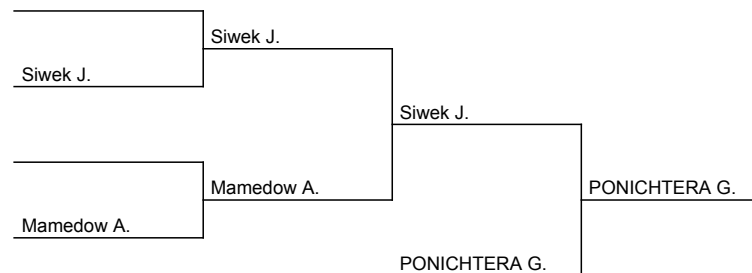 Siwek J.
Siwek J.
Siwek J.
Mamedow A.
PONICHTERA G.
Mamedow A.
PONICHTERA G.